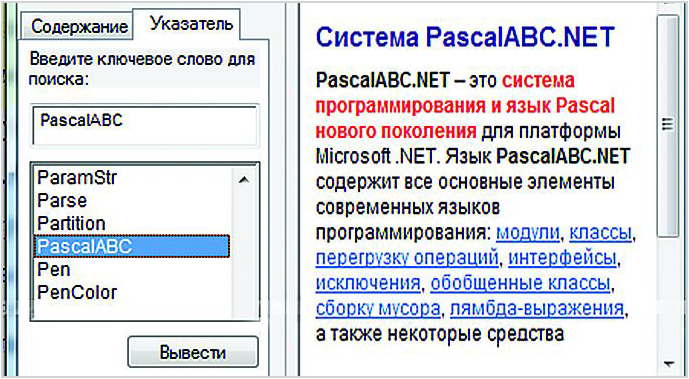 Содержание
Указатель
Введите ключевое слово для
поиска:
PascalABC
ParamStr
Parse
Partition
PascalABC
Pen
PenColor
Вывести
Система PascalABC.NET
PascalABC.NET – это система
программирования и язык Pascal
нового поколения для платформы
Microsoft .NET. Язык PascalABC.NET
содержит все основные элементы
современных языков
программирования: модули, классы,
перегрузку операций, интерфейсы,
исключения, обобщенные классы,
сборку мусора, лямбда-выражения,
а также некоторые средства